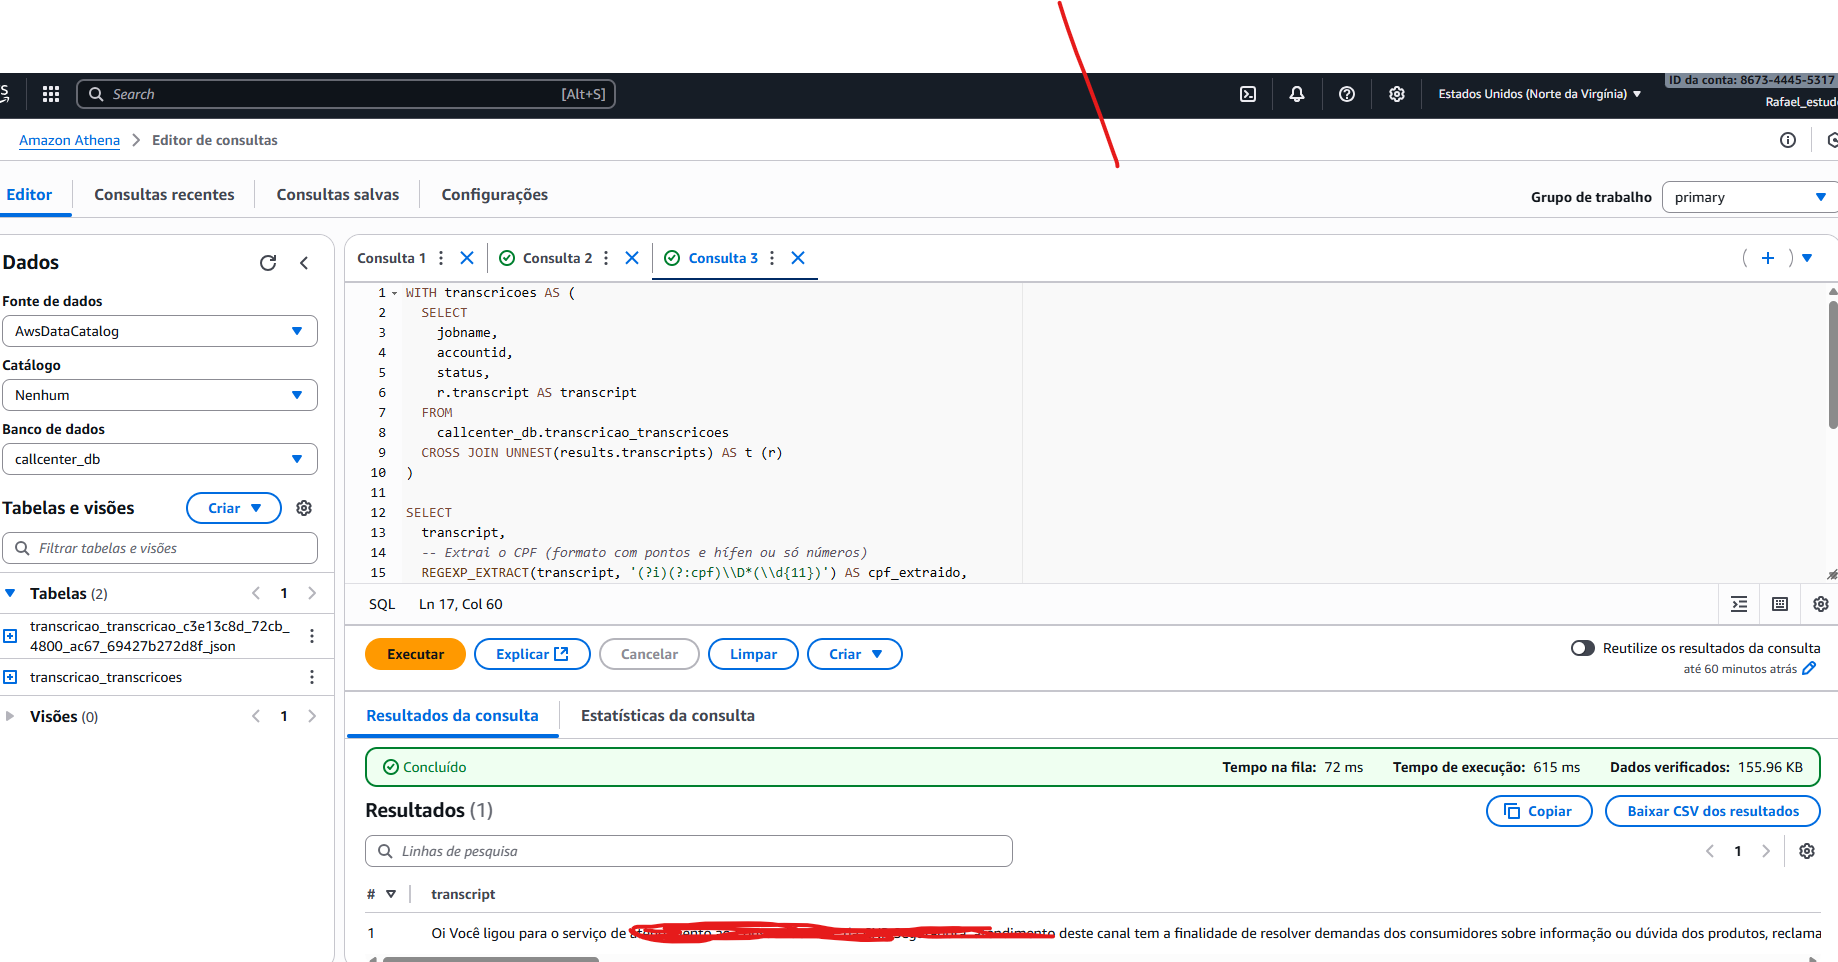 S
Search [Alt+S]
Estados Unidos (Norte da Virgínia)
ID da conta: 8673-4445-5317
Rafael_estud
Amazon Athena > Editor de consultas
Editor
Consultas recentes
Consultas salvas
Configurações
Grupo de trabalho
primary
Dados
Fonte de dados
AwsDataCatalog
Catálogo
Nenhum
Banco de dados
callcenter_db
Tabelas e visões
Criar
Filtrar tabelas e visões
Tabelas (2)
1
transcricao_transcricao_c3e13c8d_72cb_
4800_ac67_69427b272d8f_json
transcricao_transcricoes
Visões (0)
1
Consulta 1
Consulta 2
Consulta 3
1 WITH transcricoes AS (
2 SELECT
3 jobname,
4 accountid,
5 status,
6 r.transcript AS transcript
7 FROM
8 callcenter_db.transcricao_transcricoes
9 CROSS JOIN UNNEST(results.transcripts) AS t (r)
10 )
11
12 SELECT
13 transcript,
14 -- Extrai o CPF (formato com pontos e hífen ou só números)
15 REGEXP_EXTRACT(transcript, '(?i)(?:cpf)\\D*(\\d{11})') AS cpf_extraido,
SQL Ln 17, Col 60
Executar
Explicar
Cancelar
Limpar
Criar
Reutilize os resultados da consulta
até 60 minutos atrás
Resultados da consulta
Estatísticas da consulta
Concluído
Tempo na fila: 72 ms
Tempo de execução: 615 ms
Dados verificados: 155.96 KB
Resultados (1)
Copiar
Baixar CSV dos resultados
Linhas de pesquisa
1
# transcript
1 Oi Você ligou para o serviço de deste canal tem a finalidade de resolver demandas dos consumidores sobre informação ou dúvida dos produtos, reclama